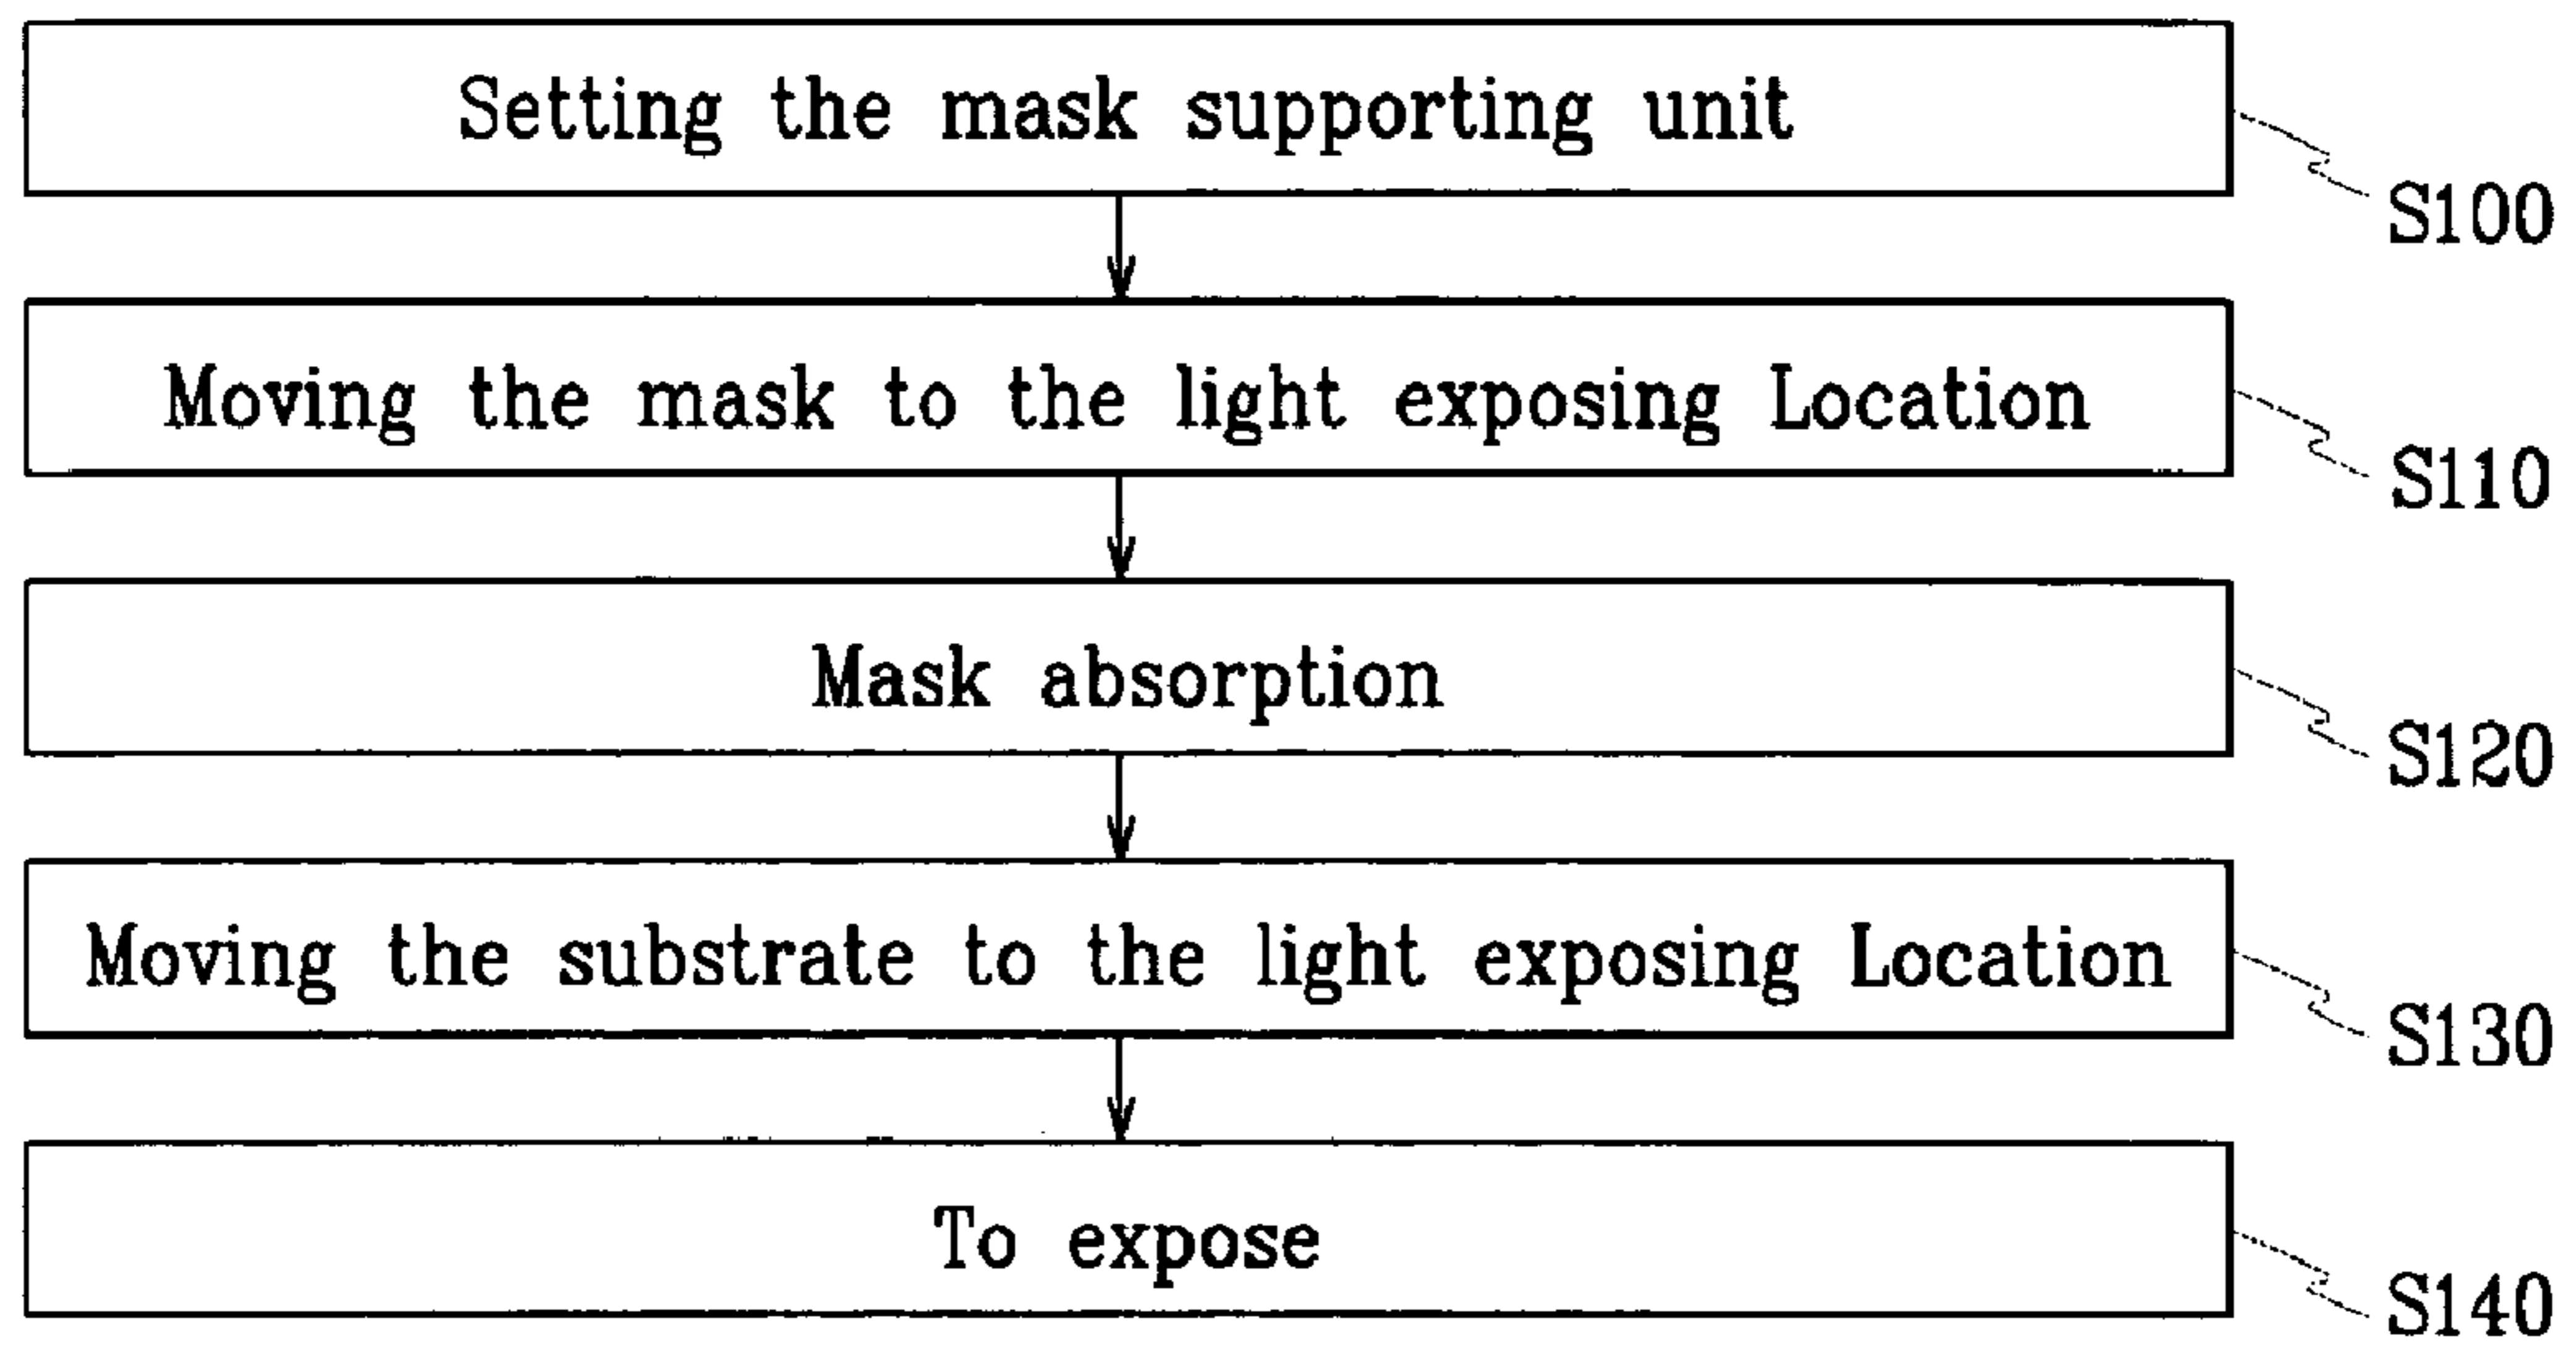 Setting the mask supporting unit
S100
Moving the mask to the light exposing Location
S110
Mask absorption
S120
Moving the substrate to the light exposing Location
S130
To expose
S140